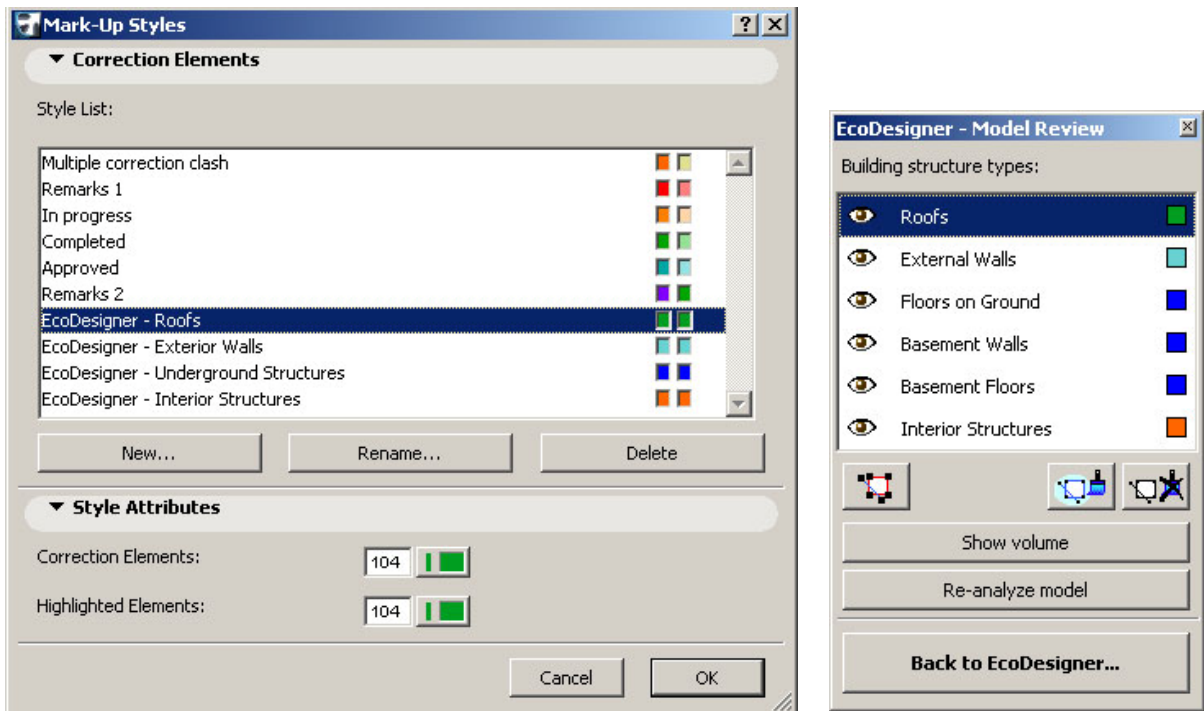 Mark-Up Styles
Correction Elements
Style List:
Multiple correction clash
Remarks 1
In progress
Completed
Approved
Remarks 2
EcoDesigner - Roofs
EcoDesigner - Exterior Walls
EcoDesigner - Underground Structures
EcoDesigner - Interior Structures
New... Rename... Delete
Style Attributes
Correction Elements: 104
Highlighted Elements: 104
Cancel OK
EcoDesigner - Model Review
Building structure types:
Roofs
External Walls
Floors on Ground
Basement Walls
Basement Floors
Interior Structures
Show volume
Re-analyze model
Back to EcoDesigner...